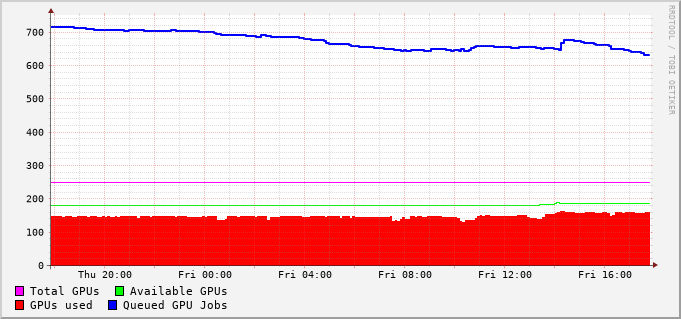 700
600
500
400
300
200
100
0
Thu 20:00 Fri 00:00 Fri 04:00 Fri 08:00 Fri 12:00 Fri 16:00
Total GPUs Available GPUs
GPUs used Queued GPU Jobs
RRDTOOL / TOBI OETIKER